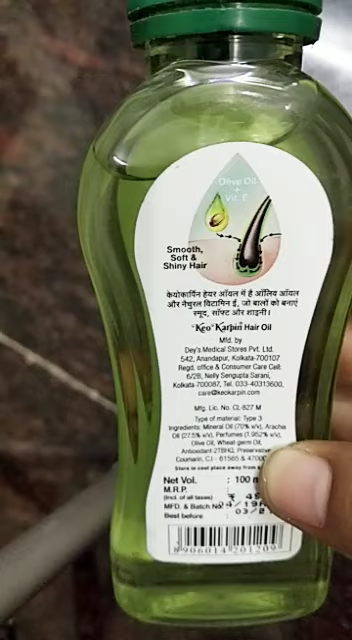 Olive Oil
+
Vit. E
Smooth,
Soft &
Shiny Hair
केयोकार्पिन हेयर ऑयल में है ऑलिव ऑयल
और नैचुरल विटामिन ई, जो बालों को बनाएं
स्मूद, सॉफ्ट और शाइनी।
"Keo" Karpin Hair Oil
Mfd. by
Dey's Medical Stores Pvt. Ltd.
542, Anandapur, Kolkata-700107
Regd. office & Consumer Care Cell:
6/2B, Nelly Sengupta Sarani,
Kolkata-700087, Tel. 033-40313600,
care@keokarpin.com
Mfg. Lic. No. CL-827 M
Type of material: Type 3
Ingredients: Mineral Oil (70% v/v), Arachis
Oil (27.5% v/v), Perfumes (1.952% v/v),
Olive Oil, Wheat-germ Oil,
Antioxidant-2TBHQ, Preservative
Coumarin, C.I - 61565 & 47000
Store in cool place away from
Net Vol. : 100 m
M.R.P.
(Incl. of all taxes) : ₹
MFD. & Batch No.
Best before : 03/
8906014201209